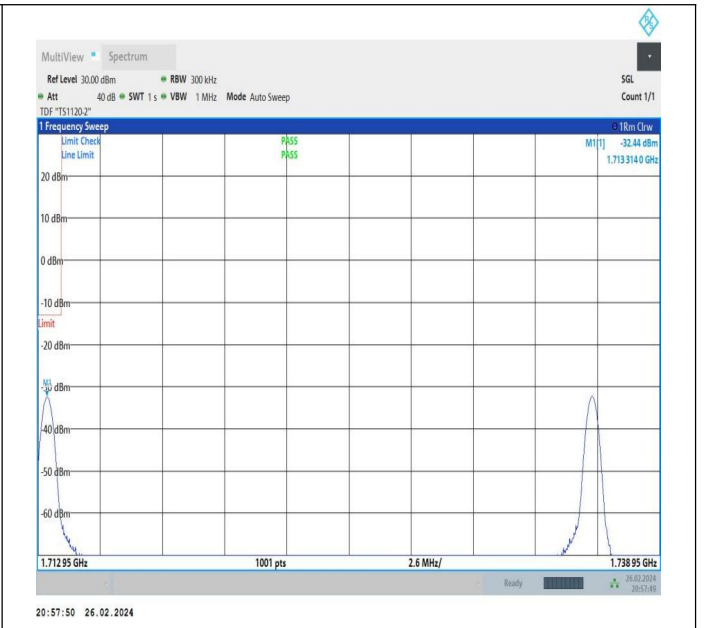 R S
MultiView Spectrum
Ref Level 30.00 dBm RBW 300 kHz SGL
Att 40 dB SWT 1 s VBW 1 MHz Mode Auto Sweep Count 1/1
TDF "TS1120-2"
1 Frequency Sweep 1Rm Clrw
Limit Check PASS M1[1] -32.44 dBm
Line Limit PASS 1.713 314 0 GHz
20 dBm
10 dBm
0 dBm
-10 dBm
Limit
-20 dBm
M1
-30 dBm
-40 dBm
-50 dBm
-60 dBm
1.712 95 GHz 1001 pts 2.6 MHz/ 1.738 95 GHz
Ready 26.02.2024
20:57:49
20:57:50 26.02.2024